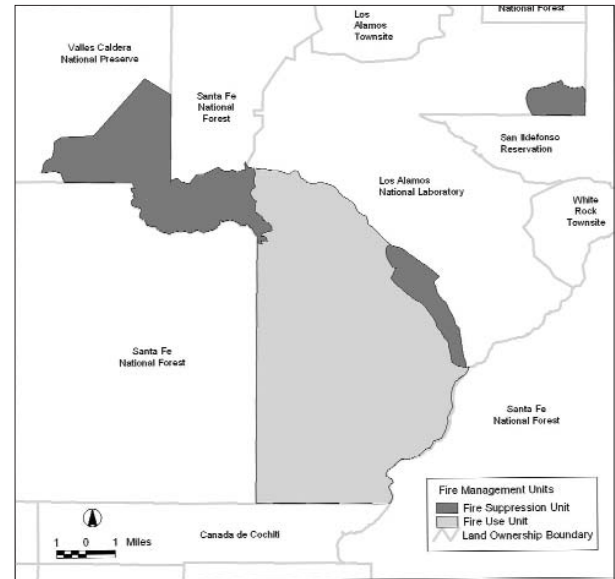 Los
Alamos
Townsite
National Forest
Valles Caldera
National Preserve
Santa Fe
National
Forest
San Ildefonso
Reservation
Los Alamos
National Laboratory
White
Rock
Townsite
Santa Fe
National Forest
Santa Fe
National Forest
Fire Management Units
Fire Suppression Unit
Fire Use Unit
Land Ownership Boundary
Canada de Cochiti
1 0 1 Miles